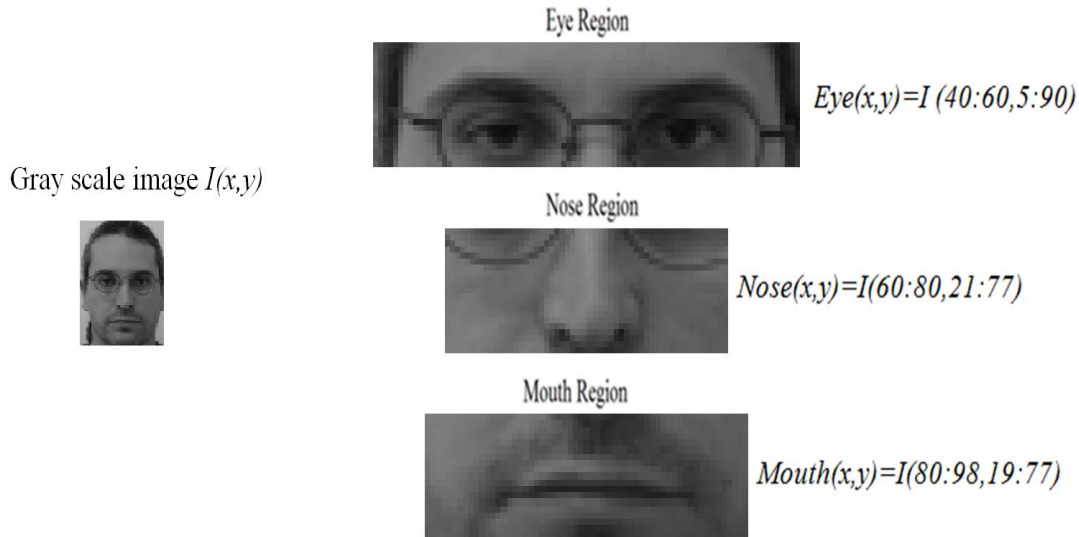 Gray scale image I(x,y)
Eye Region
Eye(x,y)=I (40:60,5:90)
Nose Region
Nose(x,y)=I(60:80,21:77)
Mouth Region
Mouth(x,y)=I(80:98,19:77)